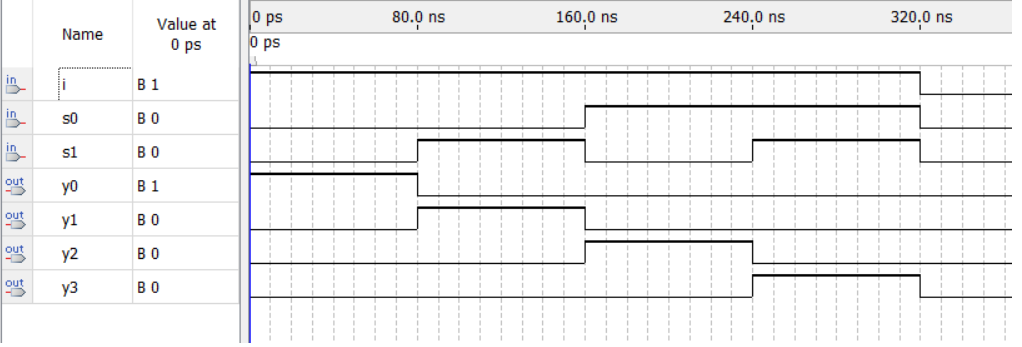 Name Value at 0 ps 0 ps 80.0 ns 160.0 ns 240.0 ns 320.0 ns
0 ps
in i B 1
in s0 B 0
in s1 B 0
out y0 B 1
out y1 B 0
out y2 B 0
out y3 B 0